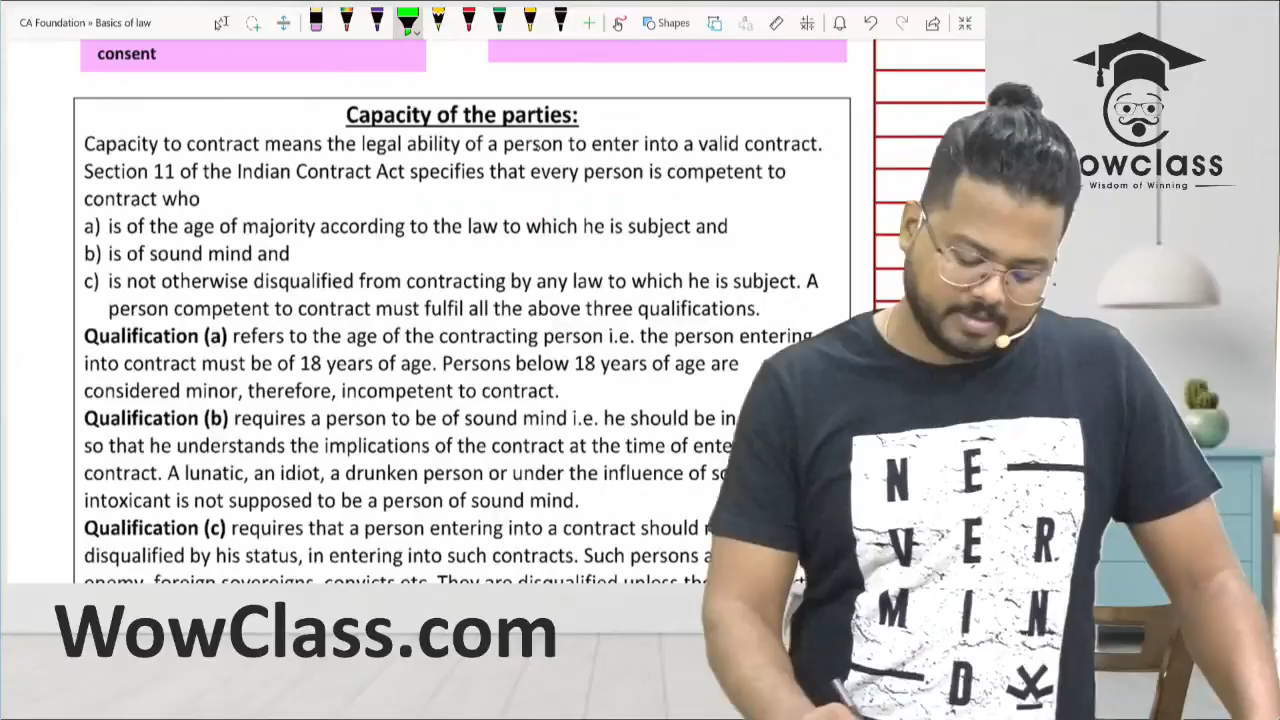 CA Foundation » Basics of law
Shapes
consent
Capacity of the parties:
Capacity to contract means the legal ability of a person to enter into a valid contract.
Section 11 of the Indian Contract Act specifies that every person is competent to
contract who
a) is of the age of majority according to the law to which he is subject and
b) is of sound mind and
c) is not otherwise disqualified from contracting by any law to which he is subject. A
person competent to contract must fulfil all the above three qualifications.
Qualification (a) refers to the age of the contracting person i.e. the person entering
into contract must be of 18 years of age. Persons below 18 years of age are
considered minor, therefore, incompetent to contract.
Qualification (b) requires a person to be of sound mind i.e. he should be in
so that he understands the implications of the contract at the time of
contract. A lunatic, an idiot, a drunken person or under the influence of
intoxicant is not supposed to be a person of sound mind.
Qualification (c) requires that a person entering into a contract should
disqualified by his status, in entering into such contracts. Such persons
enemy, foreign sovereigns, convicts etc. They are disqualified unless
owclass
Wisdom of Winning
N E
V E R
M I N
D
WowClass.com